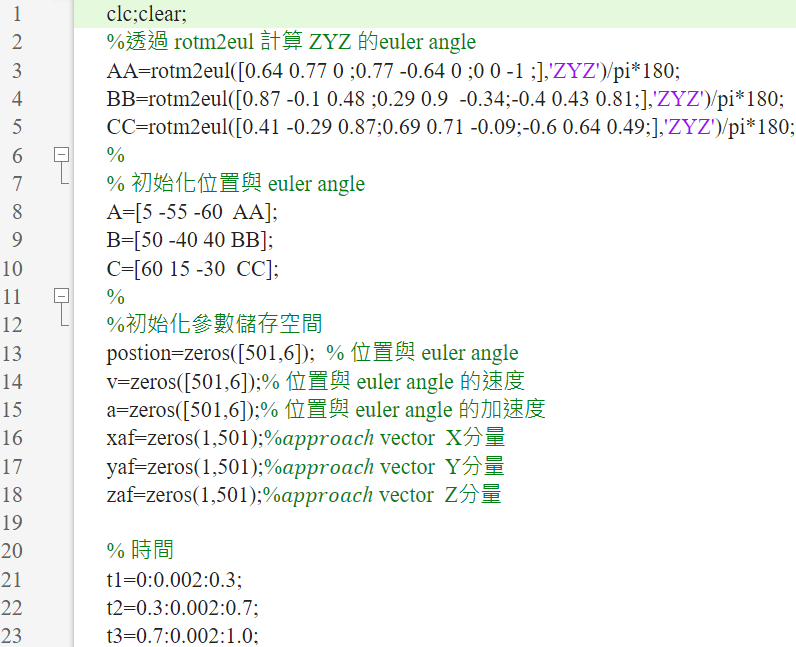 1 clc;clear;
2 %透過 rotm2eul 計算 ZYZ 的euler angle
3 AA=rotm2eul([0.64 0.77 0 ;0.77 -0.64 0 ;0 0 -1 ;],'ZYZ')/pi*180;
4 BB=rotm2eul([0.87 -0.1 0.48 ;0.29 0.9  -0.34;-0.4 0.43 0.81;],'ZYZ')/pi*180;
5 CC=rotm2eul([0.41 -0.29 0.87;0.69 0.71 -0.09;-0.6 0.64 0.49;],'ZYZ')/pi*180;
6 %
7 % 初始化位置與 euler angle
8 A=[5 -55 -60  AA];
9 B=[50 -40 40 BB];
10 C=[60 15 -30  CC];
11 %
12 %初始化參數儲存空間
13 postion=zeros([501,6]);  % 位置與 euler angle
14 v=zeros([501,6]);% 位置與 euler angle 的速度
15 a=zeros([501,6]);% 位置與 euler angle 的加速度
16 xaf=zeros(1,501);%approach vector  X分量
17 yaf=zeros(1,501);%approach vector  Y分量
18 zaf=zeros(1,501);%approach vector  Z分量
19
20 % 時間
21 t1=0:0.002:0.3;
22 t2=0.3:0.002:0.7;
23 t3=0.7:0.002:1.0;